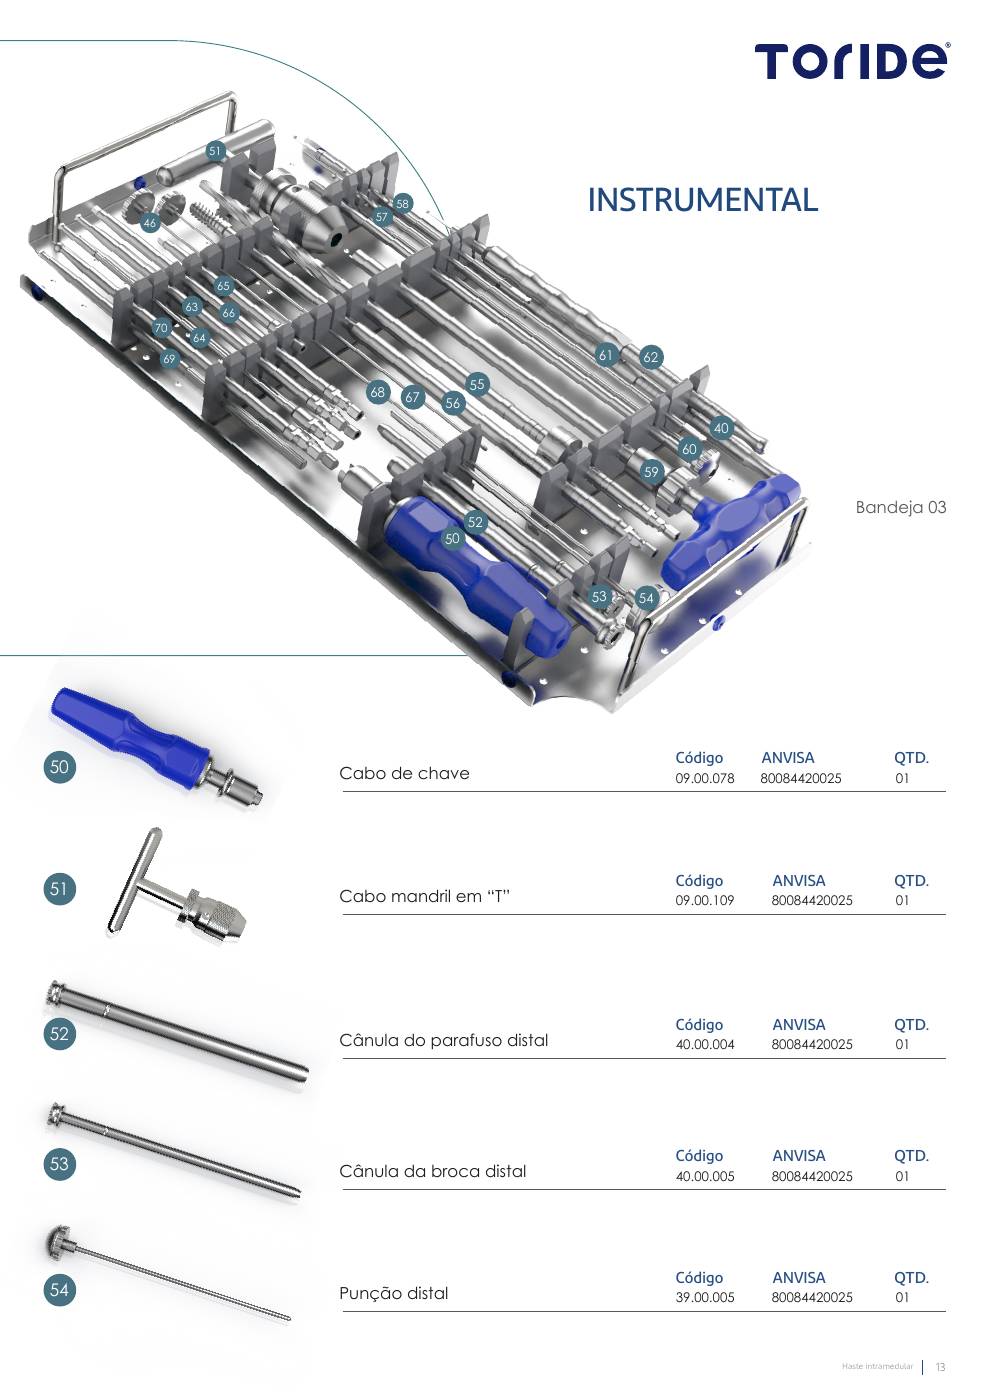 TORIDE®
INSTRUMENTAL
51
46
58
57
65
63
66
70
64
69
61
62
55
68
67
56
40
60
59
52
50
53
54
Bandeja 03
50
Cabo de chave
Código ANVISA QTD.
09.00.078 80084420025 01
51
Cabo mandril em “T”
Código ANVISA QTD.
09.00.109 80084420025 01
52
Cânula do parafuso distal
Código ANVISA QTD.
40.00.004 80084420025 01
53
Cânula da broca distal
Código ANVISA QTD.
40.00.005 80084420025 01
54
Punção distal
Código ANVISA QTD.
39.00.005 80084420025 01
Haste intramedular 13